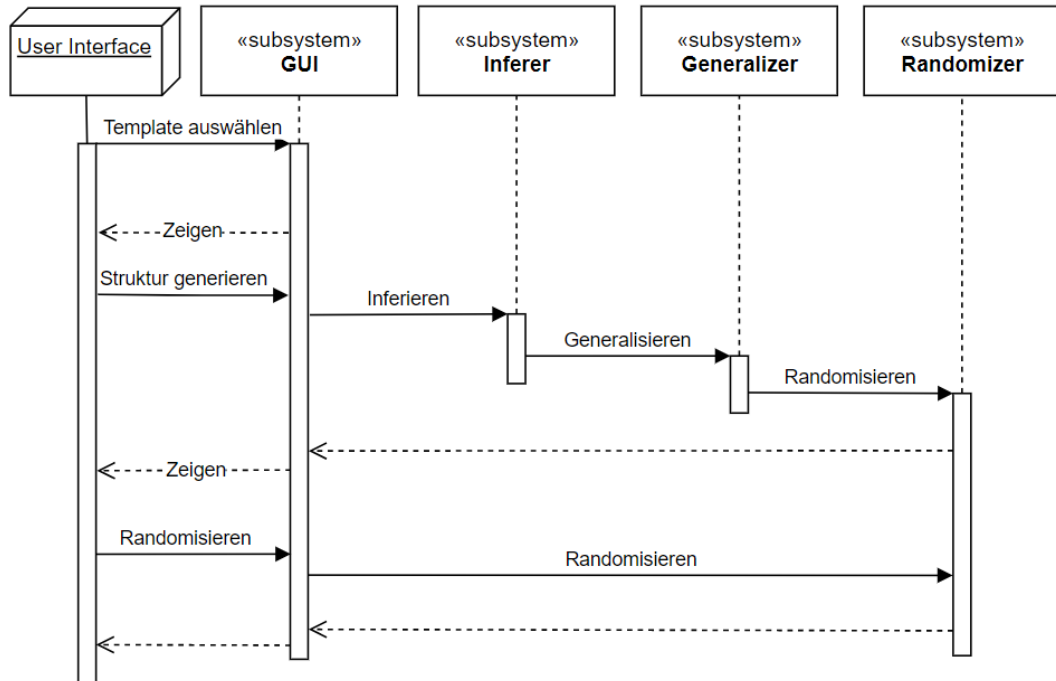 User Interface
«subsystem»
GUI
«subsystem»
Inferer
«subsystem»
Generalizer
«subsystem»
Randomizer
Template auswählen
Zeigen
Struktur generieren
Inferieren
Generalisieren
Randomisieren
Zeigen
Randomisieren
Randomisieren